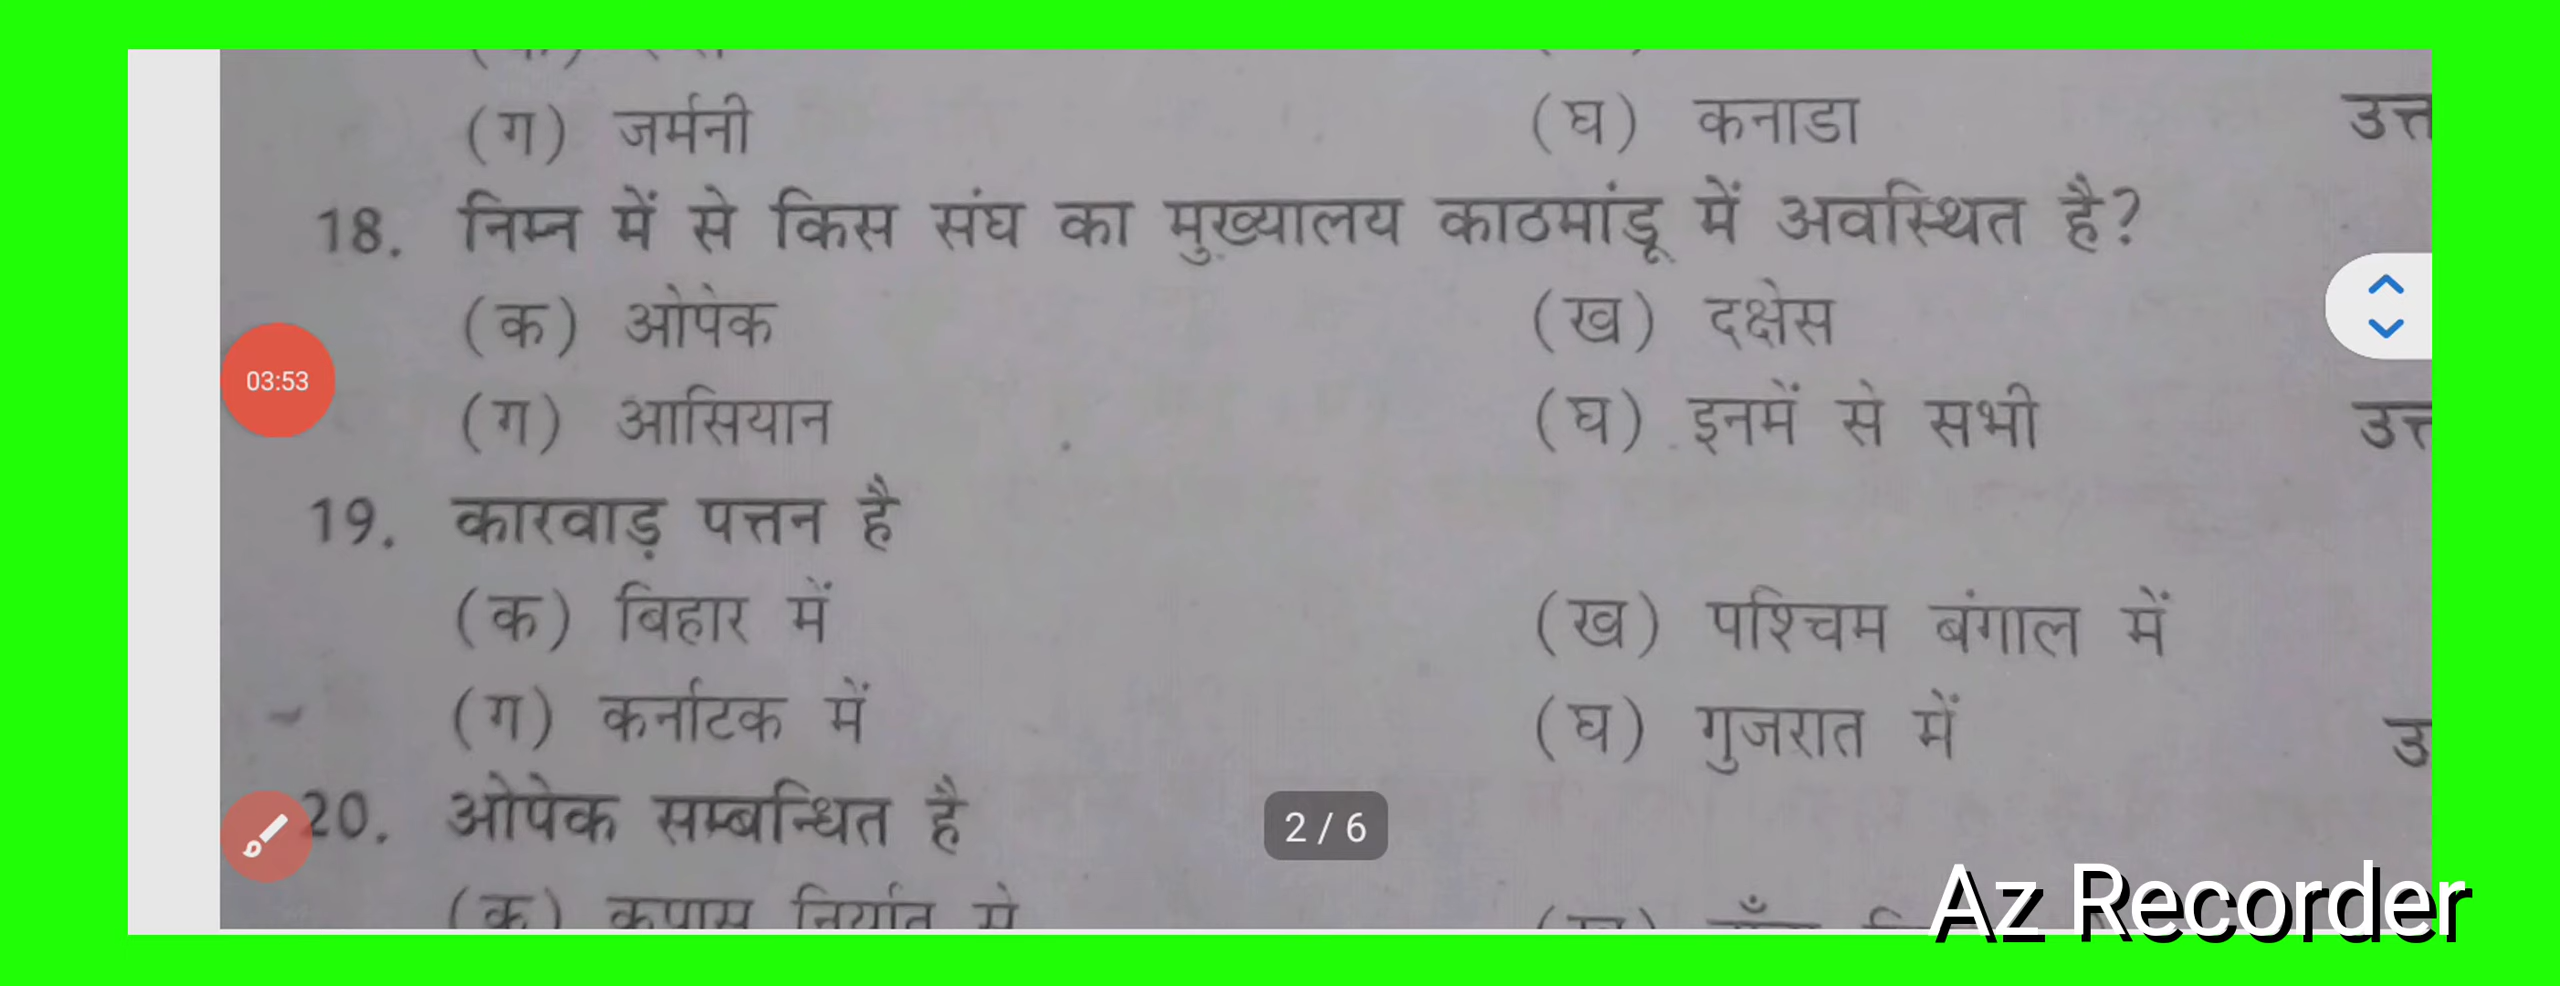 (ग) जर्मनी (घ) कनाडा
18. निम्न में से किस संघ का मुख्यालय काठमांडू में अवस्थित है?
(क) ओपेक (ख) दक्षेस
03:53
(ग) आसियान (घ) इनमें से सभी
19. कारवाड़ पत्तन है
(क) बिहार में (ख) पश्चिम बंगाल में
(ग) कर्नाटक में (घ) गुजरात में
20. ओपेक सम्बन्धित है
2 / 6
(क) कपास निर्यात से
Az Recorder